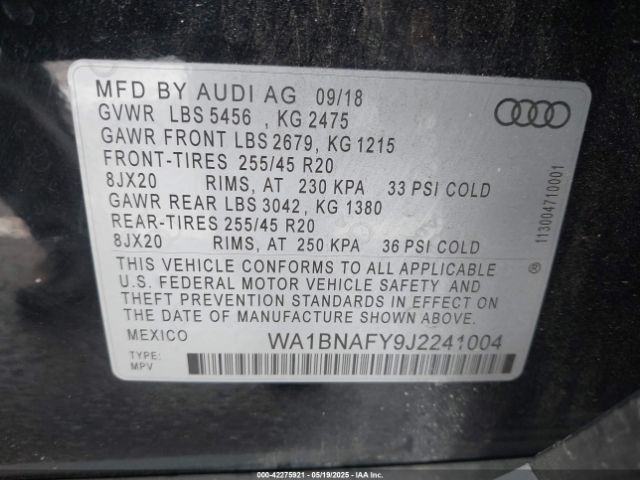 MFD BY AUDI AG 09/18
GVWR LBS 5456 , KG 2475
GAWR FRONT LBS 2679, KG 1215
FRONT-TIRES 255/45 R20
8JX20 RIMS, AT 230 KPA 33 PSI COLD
GAWR REAR LBS 3042, KG 1380
REAR-TIRES 255/45 R20
8JX20 RIMS, AT 250 KPA 36 PSI COLD
THIS VEHICLE CONFORMS TO ALL APPLICABLE
U.S. FEDERAL MOTOR VEHICLE SAFETY AND
THEFT PREVENTION STANDARDS IN EFFECT ON
THE DATE OF MANUFACTURE SHOWN ABOVE.
MEXICO WA1BNAFY9J2241004
TYPE:
MPV
113004710001
®
000-42275921 - 05/19/2025 - IAAI.COM